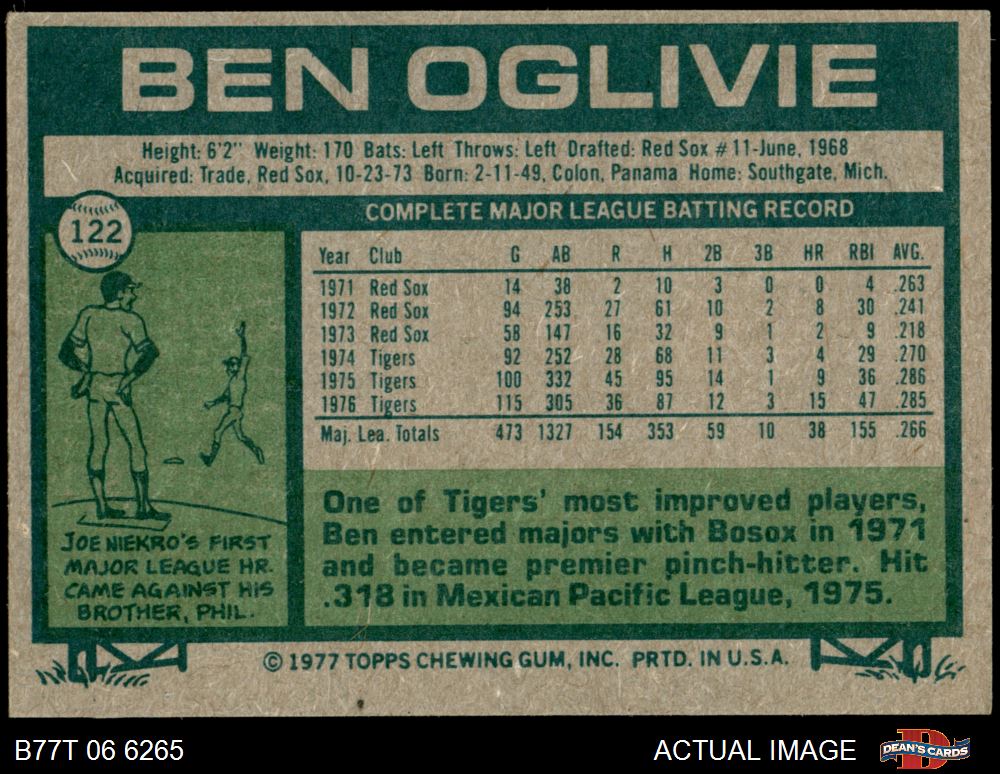 BEN OGLIVIE
Height: 6'2" Weight: 170 Bats: Left Throws: Left Drafted: Red Sox #11-June, 1968
Acquired: Trade, Red Sox, 10-23-73 Born: 2-11-49, Colon, Panama Home: Southgate, Mich.
122
COMPLETE MAJOR LEAGUE BATTING RECORD
Year Club G AB R H 2B 3B HR RBI AVG.
1971 Red Sox 14 38 2 10 3 0 0 4 .263
1972 Red Sox 94 253 27 61 10 2 8 30 .241
1973 Red Sox 58 147 16 32 9 1 2 9 .218
1974 Tigers 92 252 28 68 11 3 4 29 .270
1975 Tigers 100 332 45 95 14 1 9 36 .286
1976 Tigers 115 305 36 87 12 3 15 47 .285
Maj. Lea. Totals 473 1327 154 353 59 10 38 155 .266
JOE NIEKRO'S FIRST
MAJOR LEAGUE HR.
CAME AGAINST HIS
BROTHER, PHIL.
One of Tigers' most improved players,
Ben entered majors with Bosox in 1971
and became premier pinch-hitter. Hit
.318 in Mexican Pacific League, 1975.
© 1977 TOPPS CHEWING GUM, INC. PRTD. IN U.S.A.
B77T 06 6265
ACTUAL IMAGE
DEAN'S CARDS